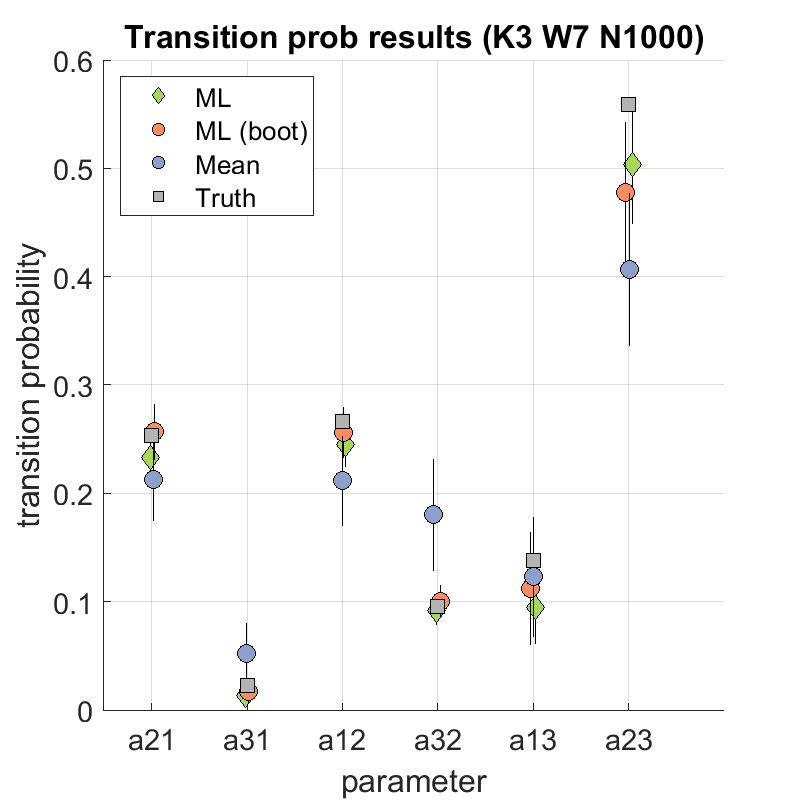 Transition prob results (K3 W7 N1000)
ML
ML (boot)
Mean
Truth
transition probability
0.6
0.5
0.4
0.3
0.2
0.1
0
a21 a31 a12 a32 a13 a23
parameter